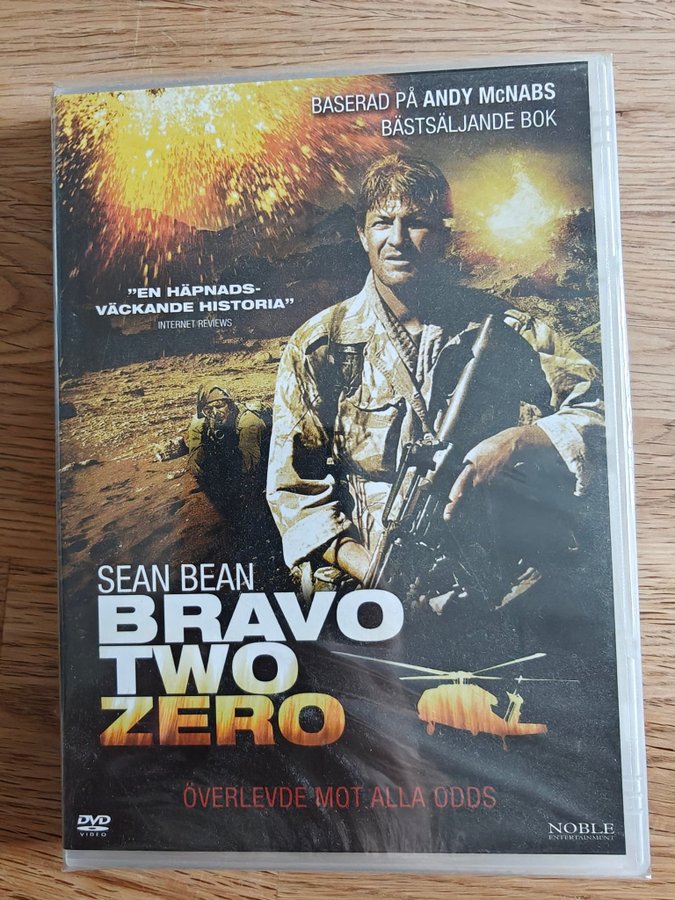 BASERAD PÅ ANDY McNABS
BÄSTSÄLJANDE BOK
”EN HÄPNADS-
VÄCKANDE HISTORIA”
INTERNET REVIEWS
SEAN BEAN
BRAVO
TWO
ZERO
ÖVERLEVDE MOT ALLA ODDS
DVD
VIDEO
NOBLE
ENTERTAINMENT